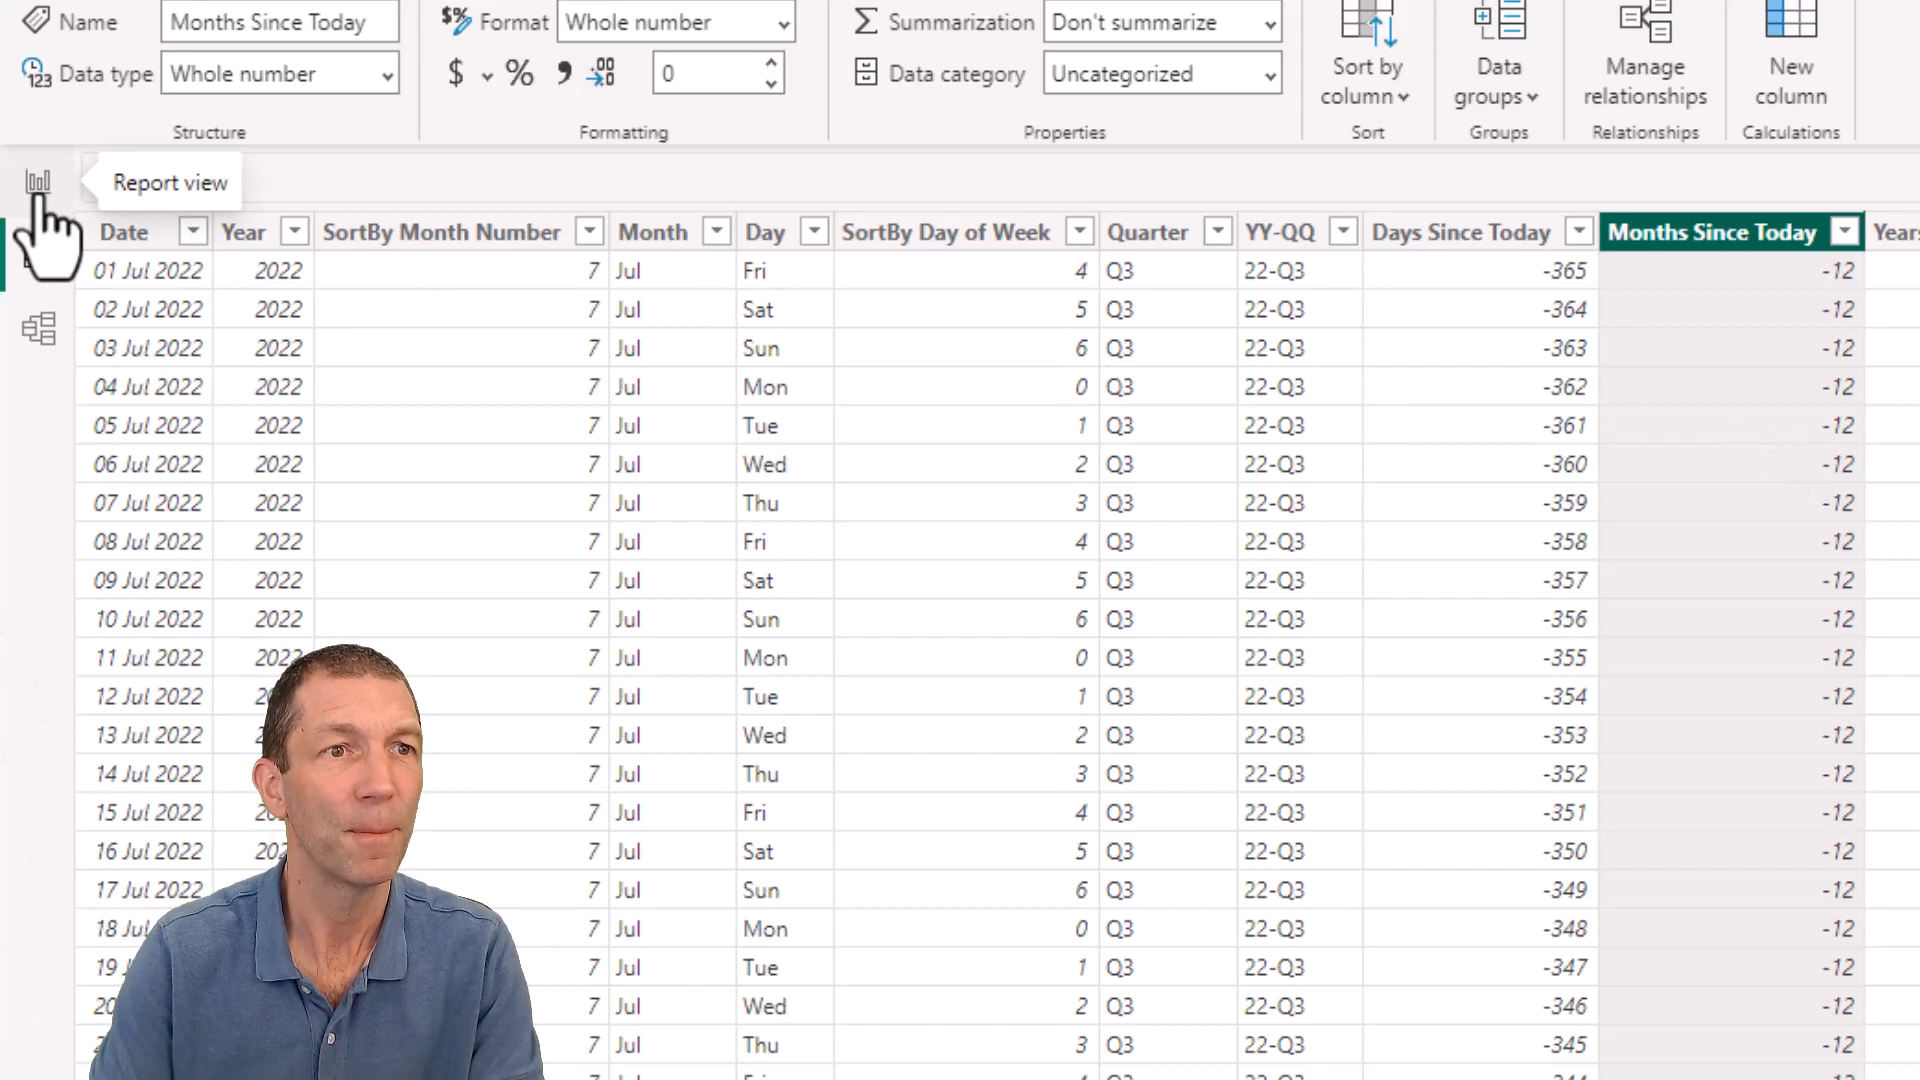 Name Months Since Today Format Whole number Summarization Don't summarize
Data type Whole number $ % 0 Data category Uncategorized
Sort by column Data groups Manage relationships New column
Structure Formatting Properties Sort Groups Relationships Calculations
Report view
Date Year SortBy Month Number Month Day SortBy Day of Week Quarter YY-QQ Days Since Today Months Since Today Years
01 Jul 2022 2022 7 Jul Fri 4 Q3 22-Q3 -365 -12
02 Jul 2022 2022 7 Jul Sat 5 Q3 22-Q3 -364 -12
03 Jul 2022 2022 7 Jul Sun 6 Q3 22-Q3 -363 -12
04 Jul 2022 2022 7 Jul Mon 0 Q3 22-Q3 -362 -12
05 Jul 2022 2022 7 Jul Tue 1 Q3 22-Q3 -361 -12
06 Jul 2022 2022 7 Jul Wed 2 Q3 22-Q3 -360 -12
07 Jul 2022 2022 7 Jul Thu 3 Q3 22-Q3 -359 -12
08 Jul 2022 2022 7 Jul Fri 4 Q3 22-Q3 -358 -12
09 Jul 2022 2022 7 Jul Sat 5 Q3 22-Q3 -357 -12
10 Jul 2022 2022 7 Jul Sun 6 Q3 22-Q3 -356 -12
11 Jul 2022 2022 7 Jul Mon 0 Q3 22-Q3 -355 -12
12 Jul 2022 7 Jul Tue 1 Q3 22-Q3 -354 -12
13 Jul 2022 7 Jul Wed 2 Q3 22-Q3 -353 -12
14 Jul 2022 7 Jul Thu 3 Q3 22-Q3 -352 -12
15 Jul 2022 7 Jul Fri 4 Q3 22-Q3 -351 -12
16 Jul 2022 7 Jul Sat 5 Q3 22-Q3 -350 -12
17 Jul 2022 7 Jul Sun 6 Q3 22-Q3 -349 -12
18 Jul 7 Jul Mon 0 Q3 22-Q3 -348 -12
19 7 Jul Tue 1 Q3 22-Q3 -347 -12
20 7 Jul Wed 2 Q3 22-Q3 -346 -12
7 Jul Thu 3 Q3 22-Q3 -345 -12